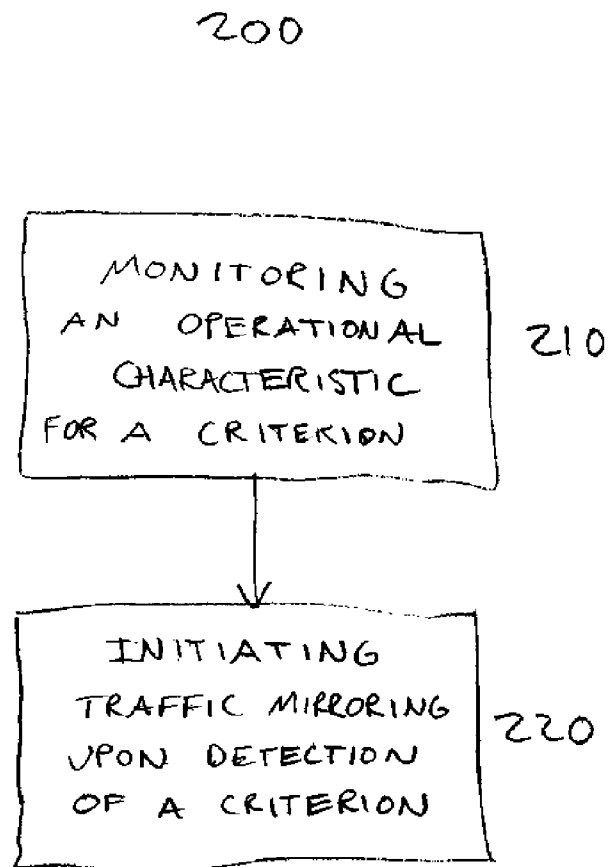 200
MONITORING
AN OPERATIONAL
CHARACTERISTIC
FOR A CRITERION
210
INITIATING
TRAFFIC MIRRORING
UPON DETECTION
OF A CRITERION
220